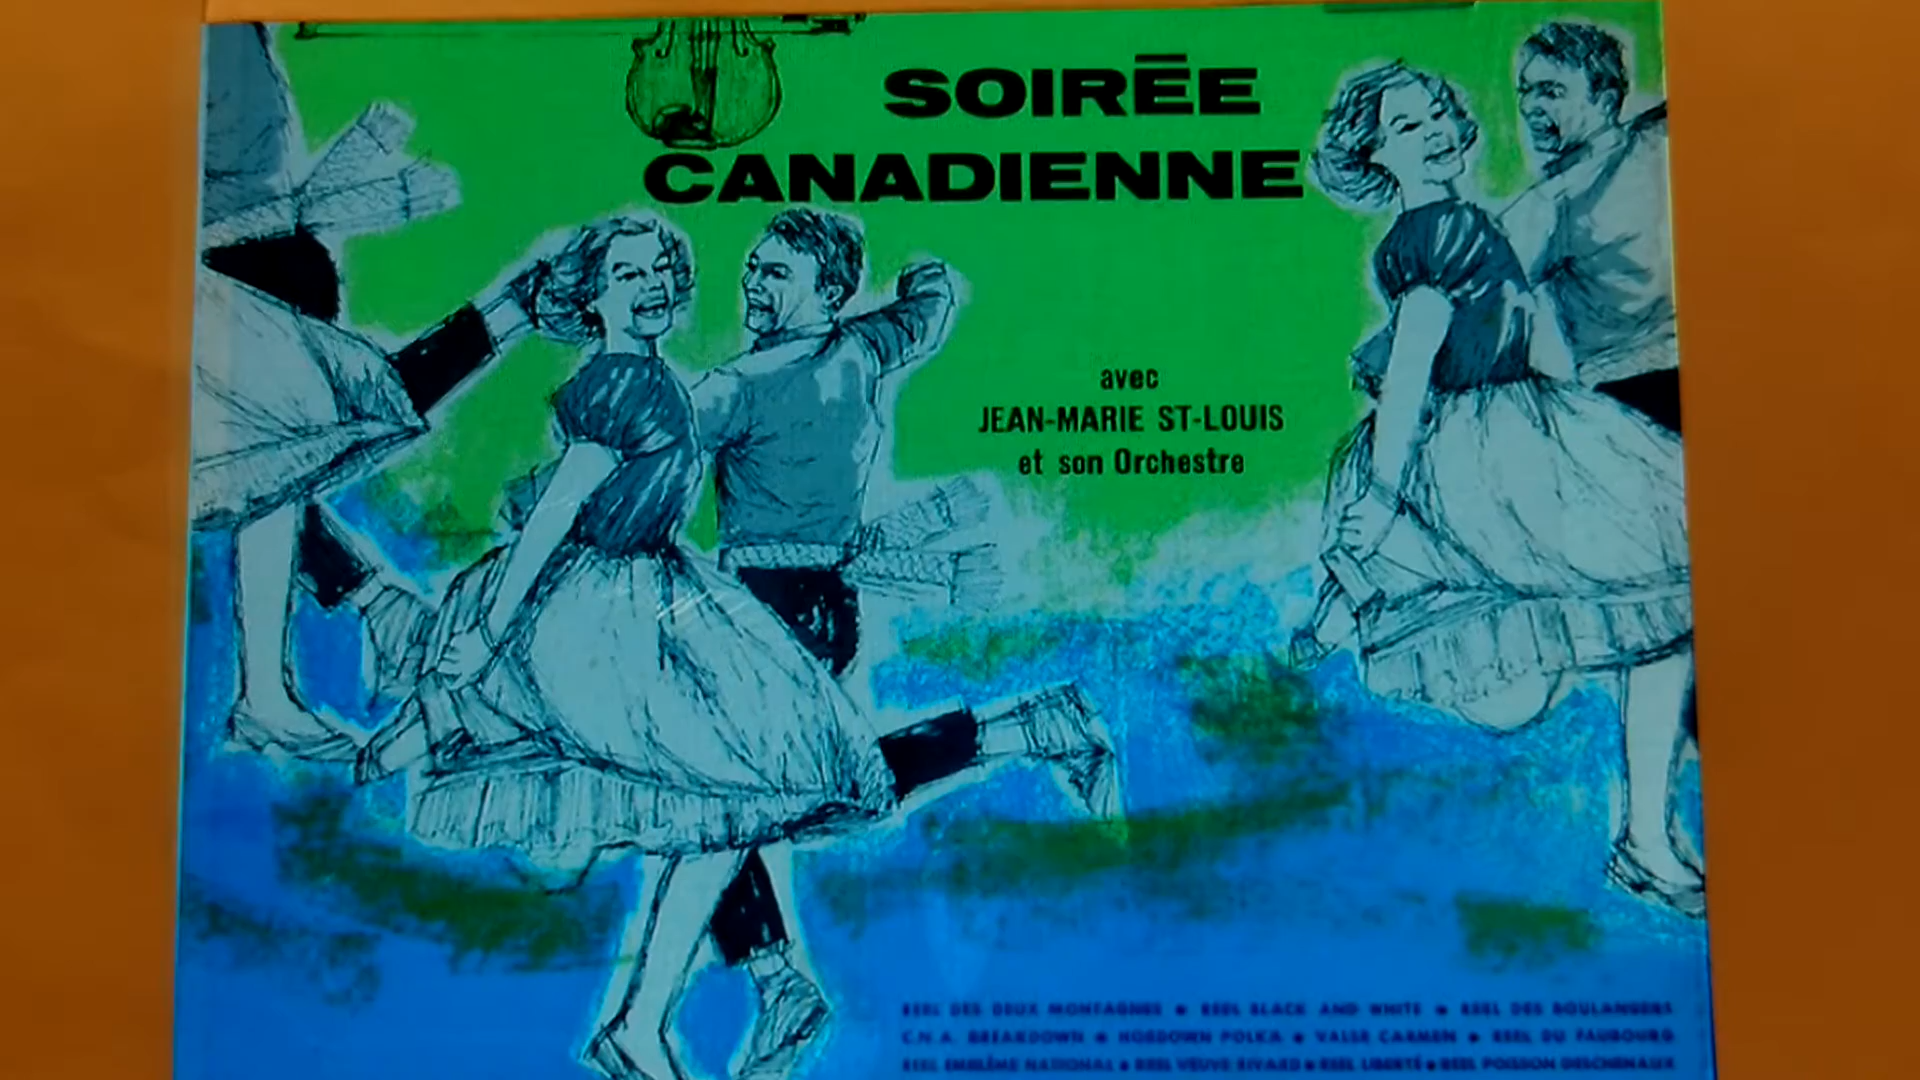 SOIRÉE
CANADIENNE
avec
JEAN-MARIE ST-LOUIS
et son Orchestre
REEL DES DEUX MONTAGNES • REEL BLACK AND WHITE • REEL DES BOULANGERS
C.N.A. BREAKDOWN • HOEDOWN POLKA • VALSE CARMEN • REEL DU FAUBOURG
REEL EMBLÊME NATIONAL • REEL VEUVE RIVARD • REEL LIBERTÉ • REEL POISSON DESCHENAUX